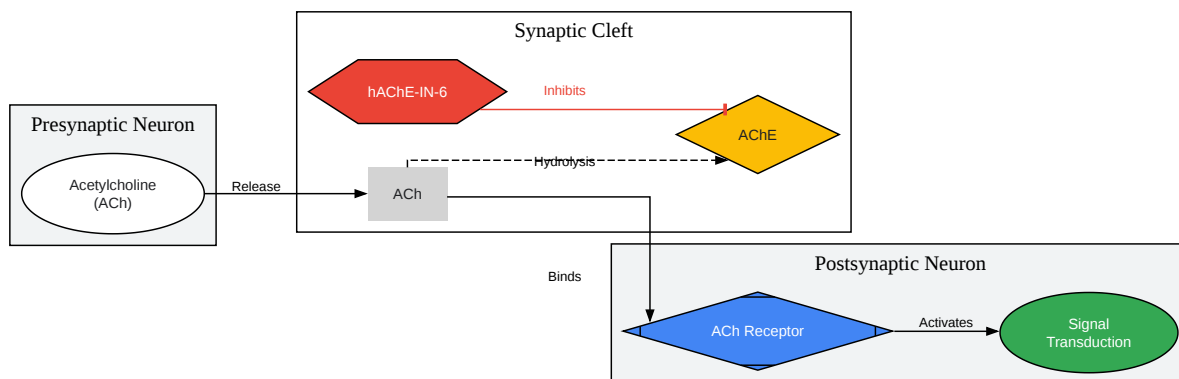 Synaptic Cleft
hAChE-IN-6
Inhibits
AChE
Presynaptic Neuron
Acetylcholine
(ACh)
Release
Hydrolysis
ACh
Binds
Postsynaptic Neuron
ACh Receptor
Activates
Signal
Transduction